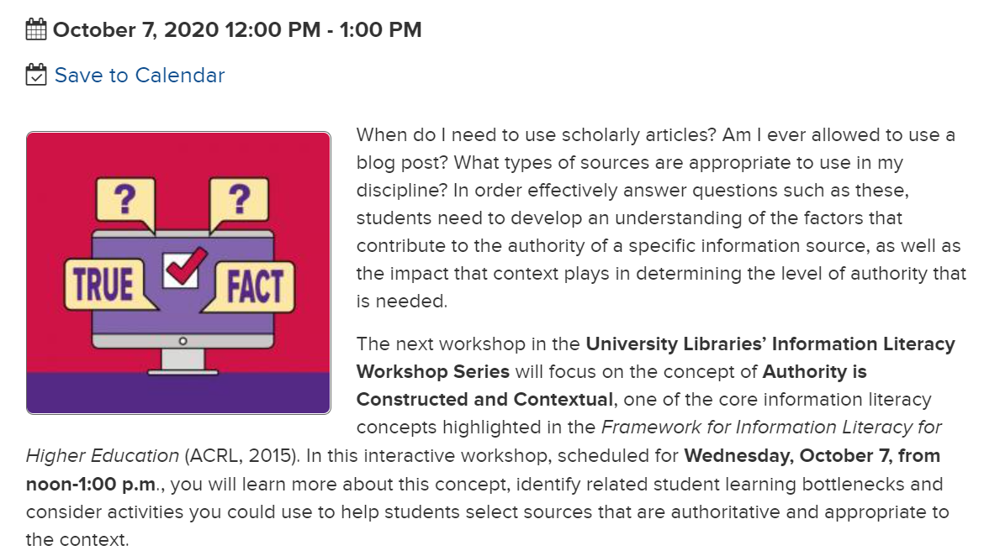 October 7, 2020 12:00 PM - 1:00 PM
Save to Calendar
?
?
TRUE
FACT
When do I need to use scholarly articles? Am I ever allowed to use a
blog post? What types of sources are appropriate to use in my
discipline? In order effectively answer questions such as these,
students need to develop an understanding of the factors that
contribute to the authority of a specific information source, as well as
the impact that context plays in determining the level of authority that
is needed.
The next workshop in the University Libraries’ Information Literacy
Workshop Series will focus on the concept of Authority is
Constructed and Contextual, one of the core information literacy
concepts highlighted in the Framework for Information Literacy for
Higher Education (ACRL, 2015). In this interactive workshop, scheduled for Wednesday, October 7, from
noon-1:00 p.m., you will learn more about this concept, identify related student learning bottlenecks and
consider activities you could use to help students select sources that are authoritative and appropriate to
the context.